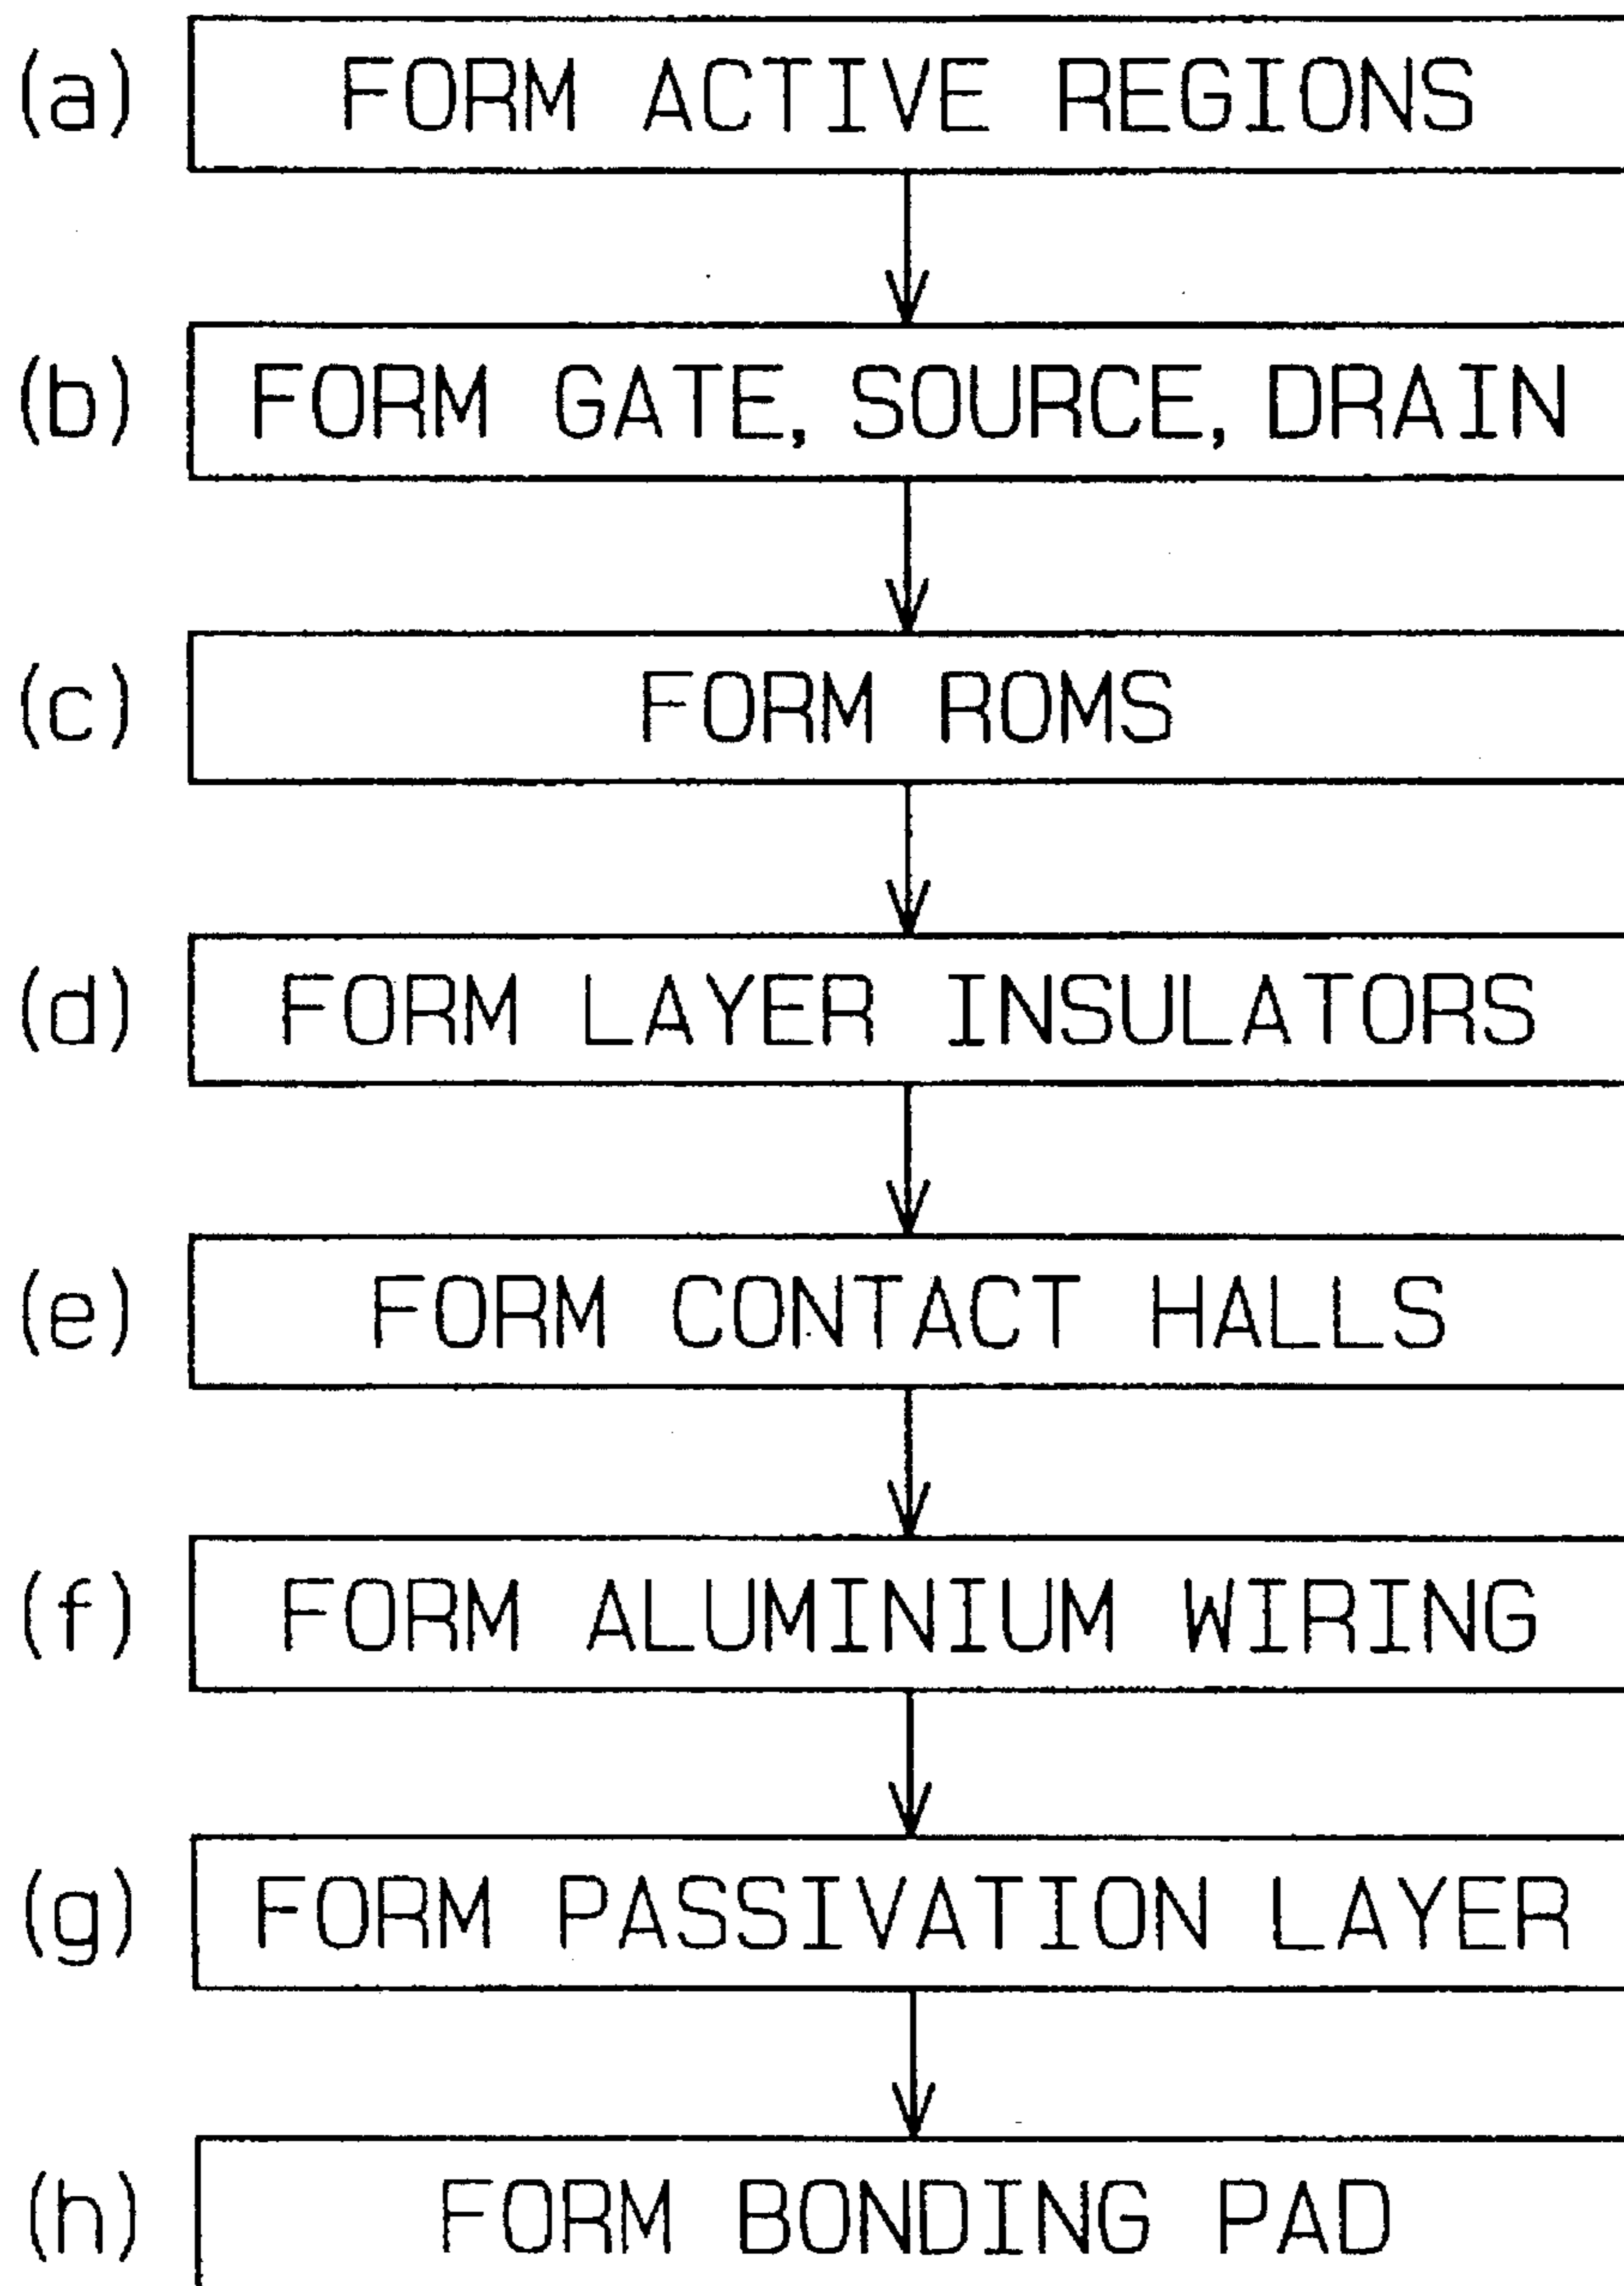 (a) FORM ACTIVE REGIONS
(b) FORM GATE, SOURCE, DRAIN
(c) FORM ROMS
(d) FORM LAYER INSULATORS
(e) FORM CONTACT HALLS
(f) FORM ALUMINIUM WIRING
(g) FORM PASSIVATION LAYER
(h) FORM BONDING PAD